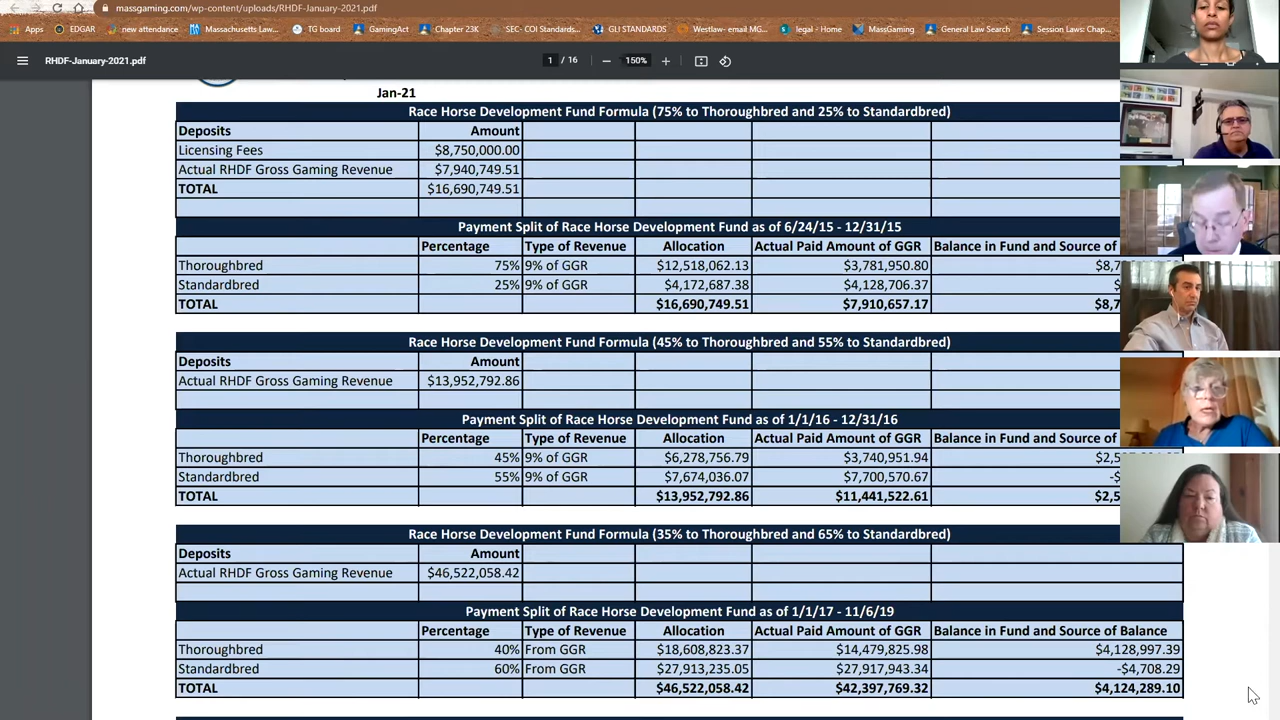 massgaming.com/wp-content/uploads/RHDF-January-2021.pdf
Apps EDGAR new attendance Massachusetts Law... TG board GamingAct Chapter 23K SEC- COI Standards... GLI STANDARDS Westlaw- email MG... legal - Home MassGaming General Law Search Session Laws: Chap...
RHDF-January-2021.pdf 1 / 16 150%
Jan-21
Race Horse Development Fund Formula (75% to Thoroughbred and 25% to Standardbred)
Deposits Amount
Licensing Fees $8,750,000.00
Actual RHDF Gross Gaming Revenue $7,940,749.51
TOTAL $16,690,749.51
Payment Split of Race Horse Development Fund as of 6/24/15 - 12/31/15
Percentage Type of Revenue Allocation Actual Paid Amount of GGR Balance in Fund and Source of
Thoroughbred 75% 9% of GGR $12,518,062.13 $3,781,950.80 $8,7
Standardbred 25% 9% of GGR $4,172,687.38 $4,128,706.37 $
TOTAL $16,690,749.51 $7,910,657.17 $8,7
Race Horse Development Fund Formula (45% to Thoroughbred and 55% to Standardbred)
Deposits Amount
Actual RHDF Gross Gaming Revenue $13,952,792.86
Payment Split of Race Horse Development Fund as of 1/1/16 - 12/31/16
Percentage Type of Revenue Allocation Actual Paid Amount of GGR Balance in Fund and Source of
Thoroughbred 45% 9% of GGR $6,278,756.79 $3,740,951.94 $2,5
Standardbred 55% 9% of GGR $7,674,036.07 $7,700,570.67 -$
TOTAL $13,952,792.86 $11,441,522.61 $2,5
Race Horse Development Fund Formula (35% to Thoroughbred and 65% to Standardbred)
Deposits Amount
Actual RHDF Gross Gaming Revenue $46,522,058.42
Payment Split of Race Horse Development Fund as of 1/1/17 - 11/6/19
Percentage Type of Revenue Allocation Actual Paid Amount of GGR Balance in Fund and Source of Balance
Thoroughbred 40% From GGR $18,608,823.37 $14,479,825.98 $4,128,997.39
Standardbred 60% From GGR $27,913,235.05 $27,917,943.34 -$4,708.29
TOTAL $46,522,058.42 $42,397,769.32 $4,124,289.10